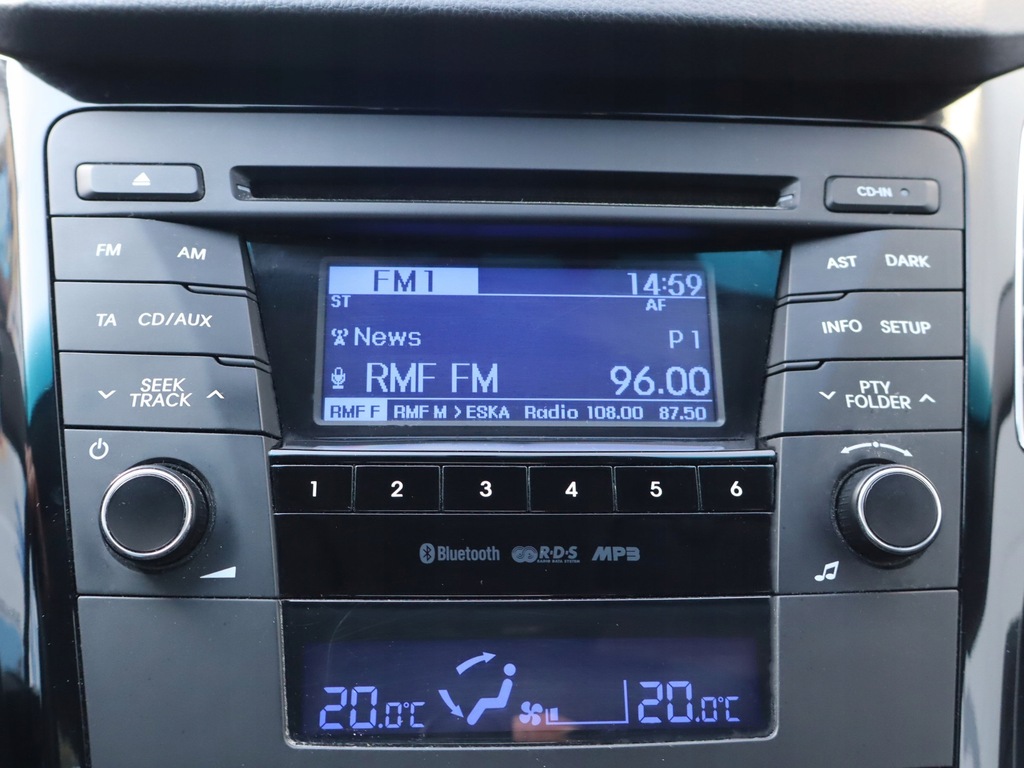 CD-IN
FM AM
AST DARK
FM1 14:59
ST AF
TA CD/AUX
INFO SETUP
News P1
SEEK
TRACK
PTY
FOLDER
RMF FM 96.00
RMF F RMF M >ESKA Radio 108.00 87.50
1 2 3 4 5 6
Bluetooth R·D·S MP3
20.0°C 20.0°C